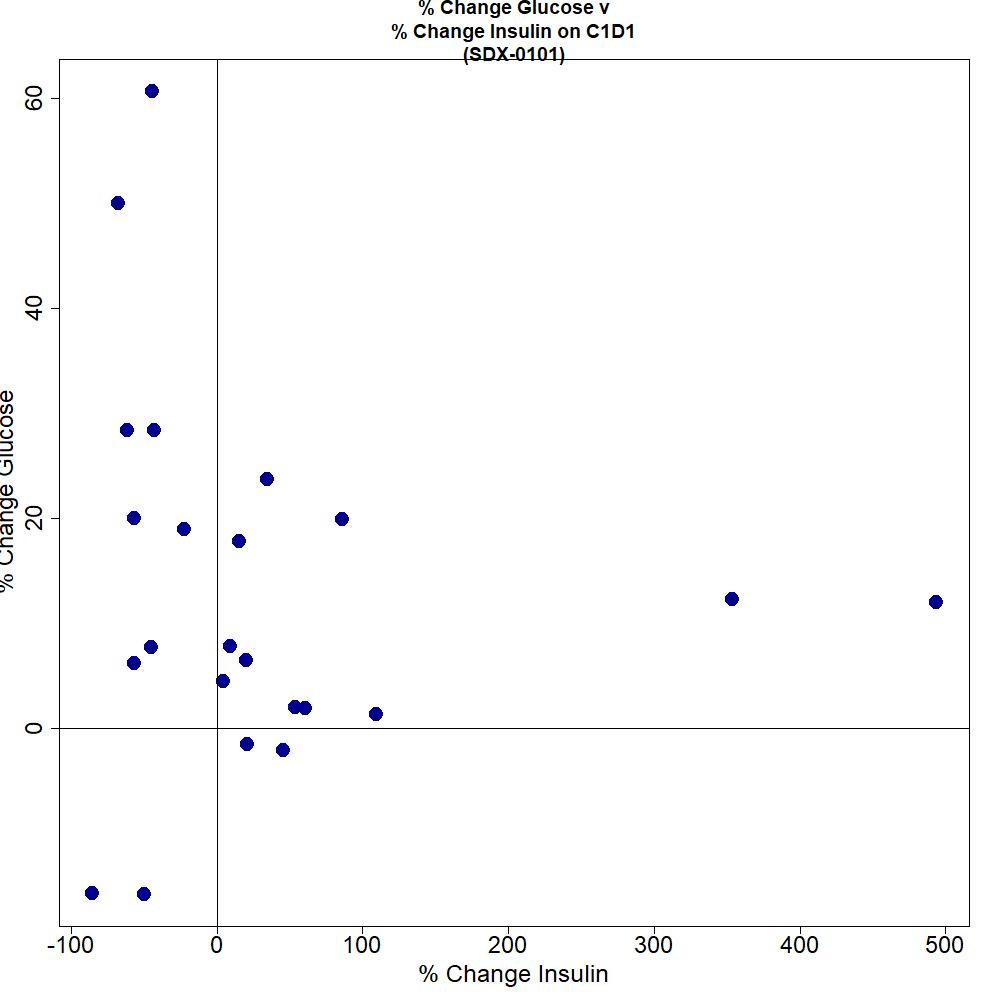 % Change Glucose v
% Change Insulin on C1D1
(SDX-0101)
60
40
20
0
% Change Glucose
-100
0
100
200
300
400
500
% Change Insulin